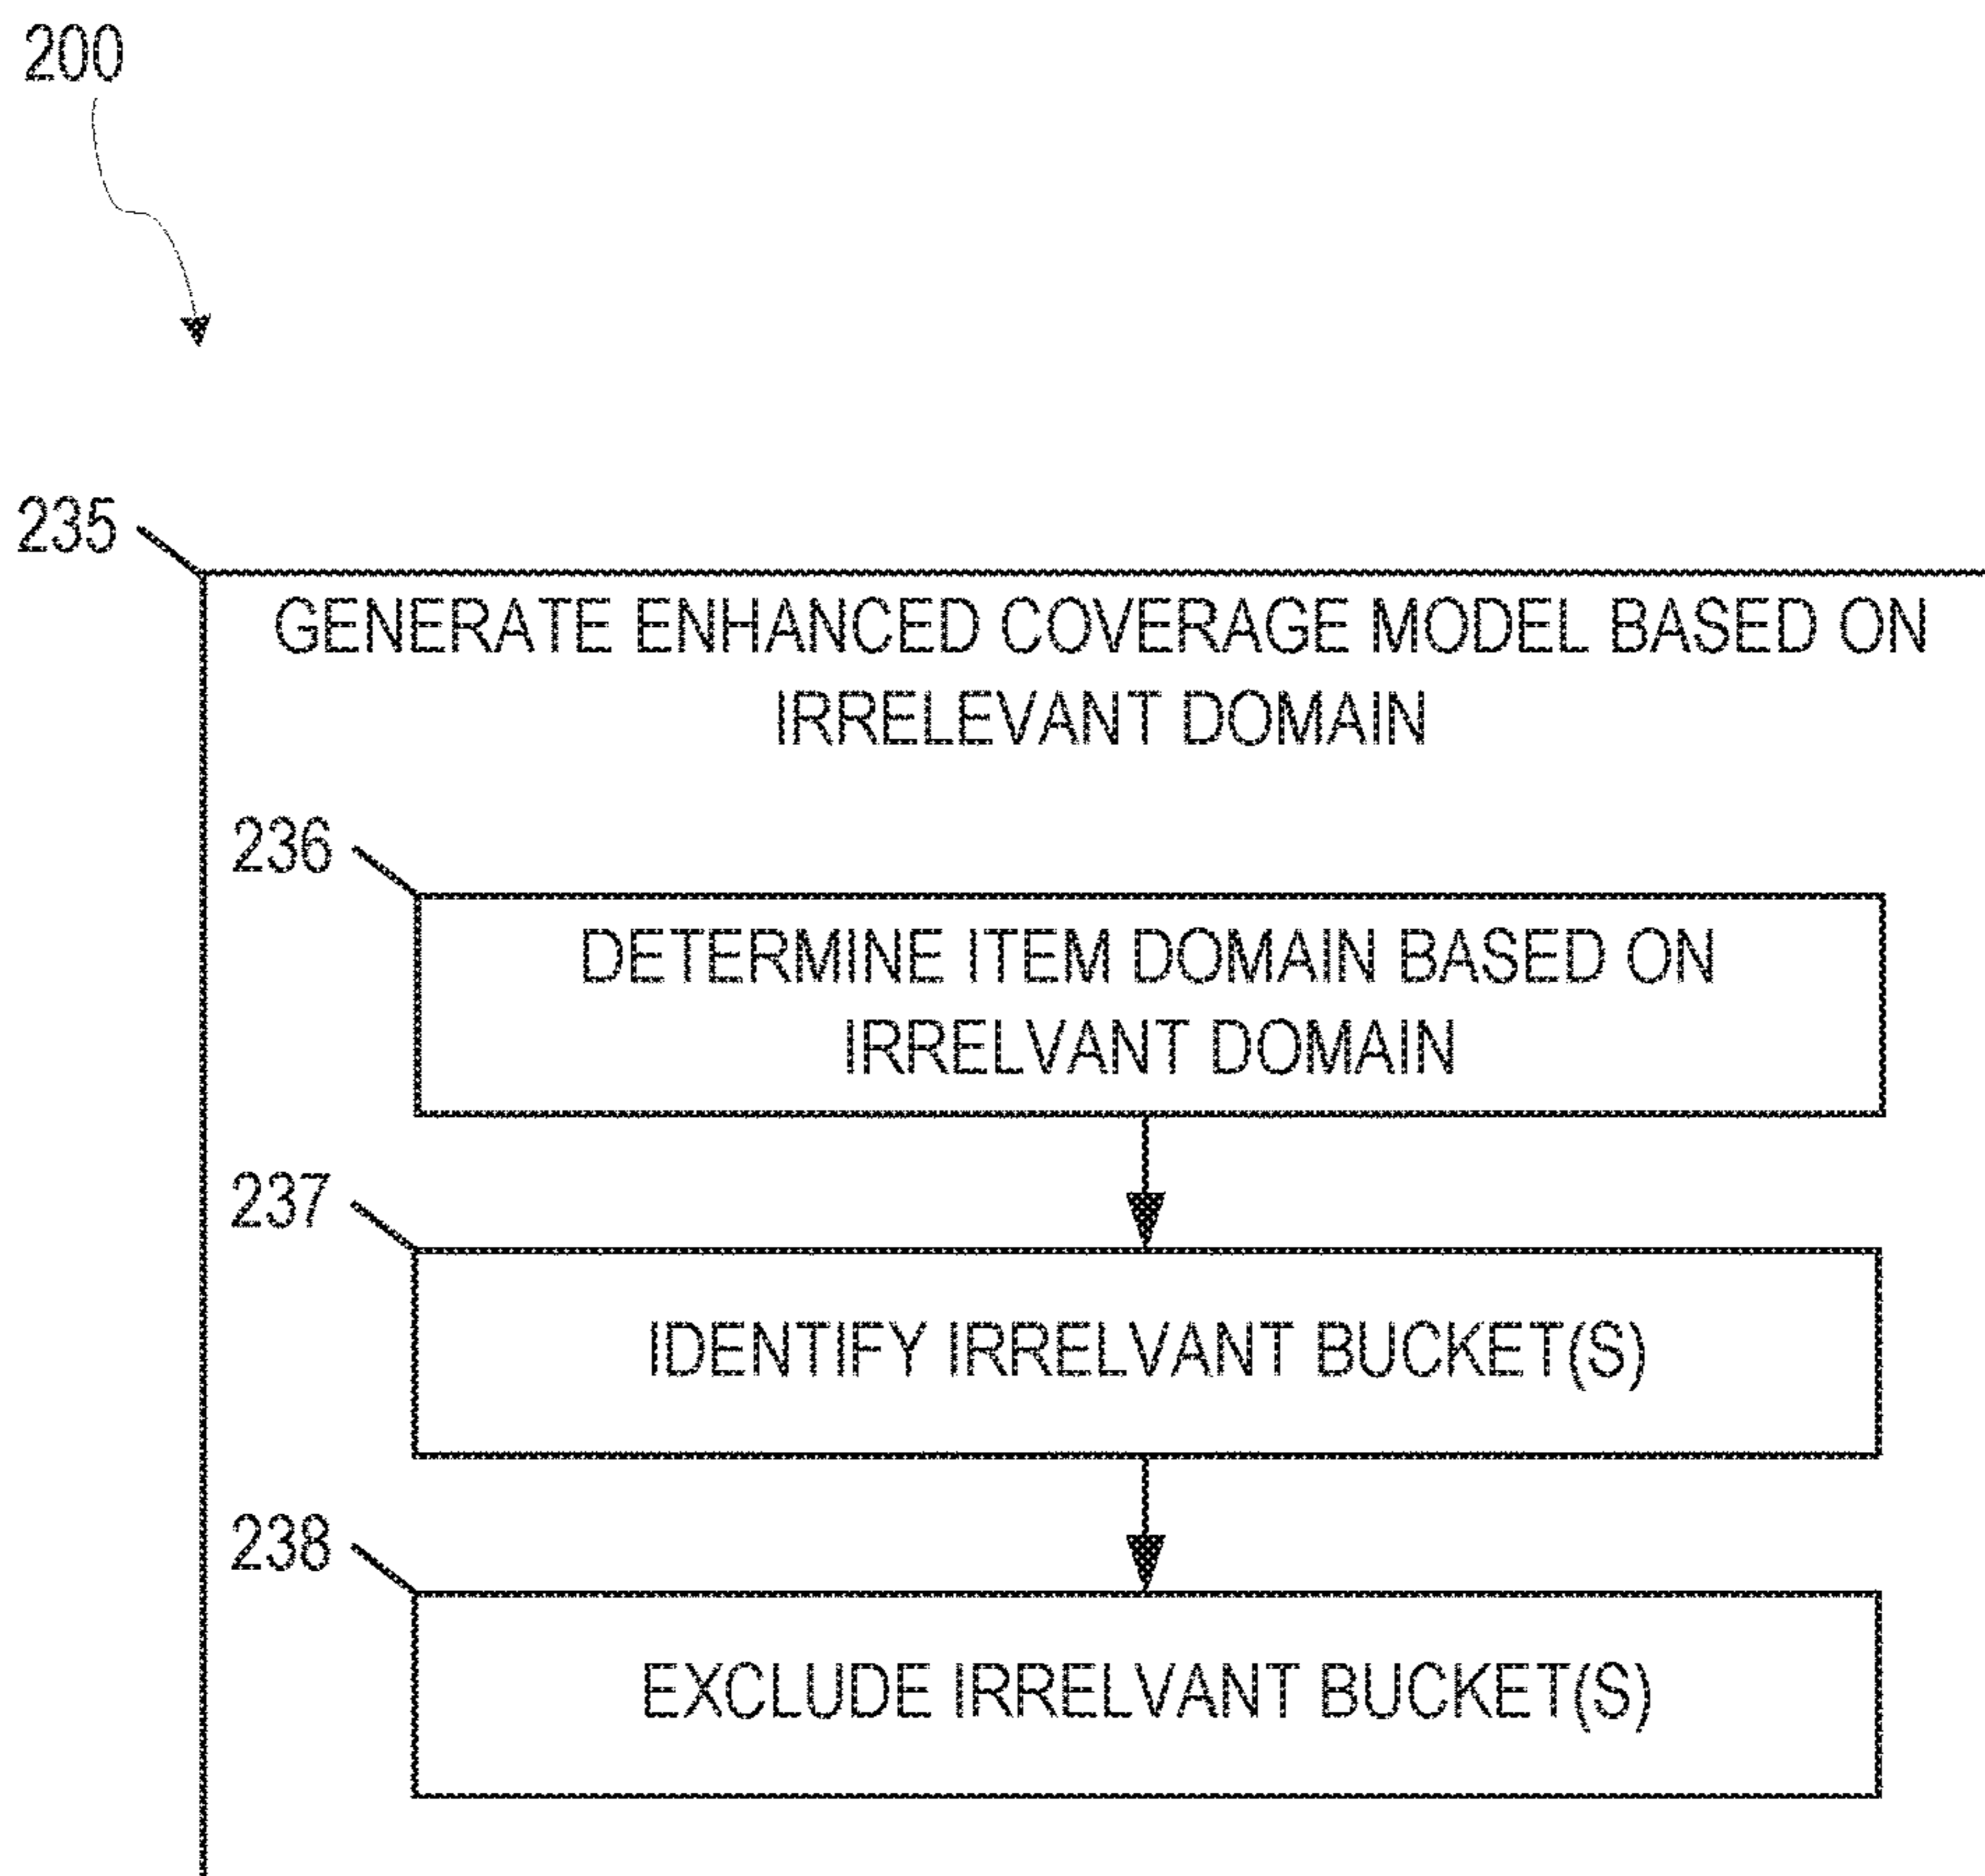 200
235
GENERATE ENHANCED COVERAGE MODEL BASED ON
IRRELEVANT DOMAIN
236
DETERMINE ITEM DOMAIN BASED ON
IRRELVANT DOMAIN
237
IDENTIFY IRRELVANT BUCKET(S)
238
EXCLUDE IRRELVANT BUCKET(S)